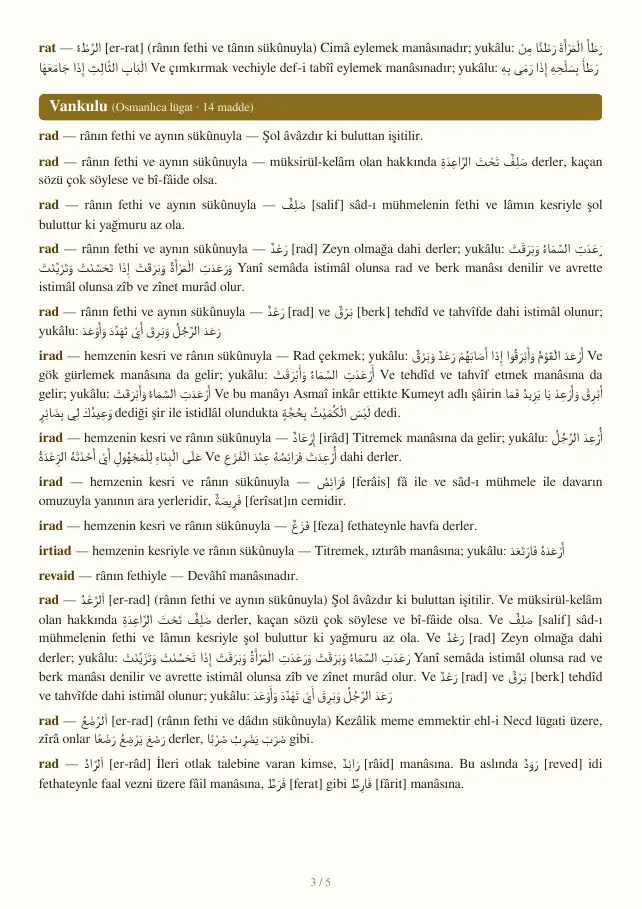 rat — اَلرَّطْءُ [er-rat] (rânın fethi ve tânın sükûnuyla) Cimâ eylemek manâsınadır; yukâlu: رَطَأَ الْمَرْأَةَ رَطْئًا مِنَ
الْبَابِ الثَّالِثِ إِذَا جَامَعَهَا Ve çımkırmak vechiyle def-i tabîî eylemek manâsınadır; yukâlu: رَطَأَ بِسَلْحِهِ إِذَا رَمَى بِهِ
Vankulu (Osmanlıca lügat · 14 madde)
rad — rânın fethi ve aynın sükûnuyla — Şol âvâzdır ki buluttan işitilir.
rad — rânın fethi ve aynın sükûnuyla — müksirül-kelâm olan hakkında صَلِفٌ تَحْتَ الرَّاعِدَةِ derler, kaçan
sözü çok söylese ve bî-fâide olsa.
rad — rânın fethi ve aynın sükûnuyla — صَلِفٌ [salif] sâd-ı mühmelenin fethi ve lâmın kesriyle şol
buluttur ki yağmuru az ola.
rad — rânın fethi ve aynın sükûnuyla — رَعْدٌ [rad] Zeyn olmağa dahi derler; yukâlu: رَعَدَتِ السَّمَاءُ وَبَرَقَتْ
وَرَعَدَتِ الْمَرْأَةُ وَبَرَقَتْ إِذَا تَحَسَّنَتْ وَتَزَيَّنَتْ Yanî semâda istimâl olunsa rad ve berk manâsı denilir ve avrette
istimâl olunsa zîb ve zînet murâd olur.
rad — rânın fethi ve aynın sükûnuyla — رَعْدٌ [rad] ve بَرْقٌ [berk] tehdîd ve tahvîfde dahi istimâl olunur;
yukâlu: رَعَدَ الرَّجُلُ وَبَرِقَ أَيْ تَهَدَّدَ وَأَوْعَدَ
irad — hemzenin kesri ve rânın sükûnuyla — Rad çekmek; yukâlu: أَرْعَدَ الْقَوْمُ وَأَبْرَقُوا إِذَا أَصَابَهُمْ رَعْدٌ وَبَرْقٌ Ve
gök gürlemek manâsına da gelir; yukâlu: أَرْعَدَتِ السَّمَاءُ وَأَبْرَقَتْ Ve tehdîd ve tahvîf etmek manâsına da
gelir; yukâlu: أَرْعَدَتِ السَّمَاءُ وَأَبْرَقَتْ Ve bu manâyı Asmaî inkâr ettikte Kumeyt adlı şâirin أَبْرِقْ وَأَرْعِدْ يَا يَزِيدُ فَمَا
وَعِيدُكَ لِي بِضَائِرٍ dediği şir ile istidlâl olundukta لَيْسَ الْكُمَيْتُ بِحُجَّةٍ dedi.
irad — hemzenin kesri ve rânın sükûnuyla — إِرْعَادٌ [irâd] Titremek manasına da gelir; yukâlu: أُرْعِدَ الرَّجُلُ
عَلَى الْبِنَاءِ لِلْمَجْهُولِ أَيْ أَخَذَتْهُ الرِّعْدَةُ Ve أُرْعِدَتْ فَرَائِصُهُ عِنْدَ الْفَزَعِ dahi derler.
irad — hemzenin kesri ve rânın sükûnuyla — فَرَائِصُ [ferâis] fâ ile ve sâd-ı mühmele ile davarın
omuzuyla yanının ara yerleridir, فَرِيصَةٌ [ferîsat]ın cemidir.
irad — hemzenin kesri ve rânın sükûnuyla — فَزَعٌ [feza] fethateynle havfa derler.
irtiad — hemzenin kesriyle ve rânın sükûnuyla — Titremek, ıztırâb manâsına; yukâlu: أَرْعَدَهُ فَارْتَعَدَ
revaid — rânın fethiyle — Devâhî manâsınadır.
rad — اَلرَّعْدُ [er-rad] (rânın fethi ve aynın sükûnuyla) Şol âvâzdır ki buluttan işitilir. Ve müksirül-kelâm
olan hakkında صَلِفٌ تَحْتَ الرَّاعِدَةِ derler, kaçan sözü çok söylese ve bî-fâide olsa. Ve صَلِفٌ [salif] sâd-ı
mühmelenin fethi ve lâmın kesriyle şol buluttur ki yağmuru az ola. Ve رَعْدٌ [rad] Zeyn olmağa dahi
derler; yukâlu: رَعَدَتِ السَّمَاءُ وَبَرَقَتْ وَرَعَدَتِ الْمَرْأَةُ وَبَرَقَتْ إِذَا تَحَسَّنَتْ وَتَزَيَّنَتْ Yanî semâda istimâl olunsa rad ve
berk manâsı denilir ve avrette istimâl olunsa zîb ve zînet murâd olur. Ve رَعْدٌ [rad] ve بَرْقٌ [berk] tehdîd
ve tahvîfde dahi istimâl olunur; yukâlu: رَعَدَ الرَّجُلُ وَبَرِقَ أَيْ تَهَدَّدَ وَأَوْعَدَ
rad — اَلرَّضْعُ [er-rad] (rânın fethi ve dâdın sükûnuyla) Kezâlik meme emmektir ehl-i Necd lügati üzere,
zîrâ onlar رَضَعَ يَرْضِعُ رَضْعًا derler, ضَرَبَ يَضْرِبُ ضَرْبًا gibi.
rad — اَلرَّادُ [er-râd] İleri otlak talebine varan kimse, رَائِدٌ [râid] manâsına. Bu aslında رَوَدٌ [reved] idi
fethateynle faal vezni üzere fâil manâsına, فَرَطٌ [ferat] gibi فَارِطٌ [fârit] manâsına.
3 / 5